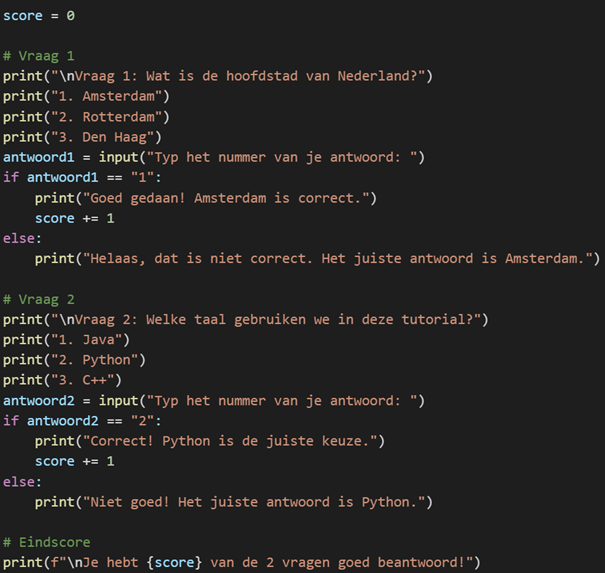 score = 0

# Vraag 1
print("\nVraag 1: Wat is de hoofdstad van Nederland?")
print("1. Amsterdam")
print("2. Rotterdam")
print("3. Den Haag")
antwoord1 = input("Typ het nummer van je antwoord: ")
if antwoord1 == "1":
    print("Goed gedaan! Amsterdam is correct.")
    score += 1
else:
    print("Helaas, dat is niet correct. Het juiste antwoord is Amsterdam.")

# Vraag 2
print("\nVraag 2: Welke taal gebruiken we in deze tutorial?")
print("1. Java")
print("2. Python")
print("3. C++")
antwoord2 = input("Typ het nummer van je antwoord: ")
if antwoord2 == "2":
    print("Correct! Python is de juiste keuze.")
    score += 1
else:
    print("Niet goed! Het juiste antwoord is Python.")

# Eindscore
print(f"\nJe hebt {score} van de 2 vragen goed beantwoord!")